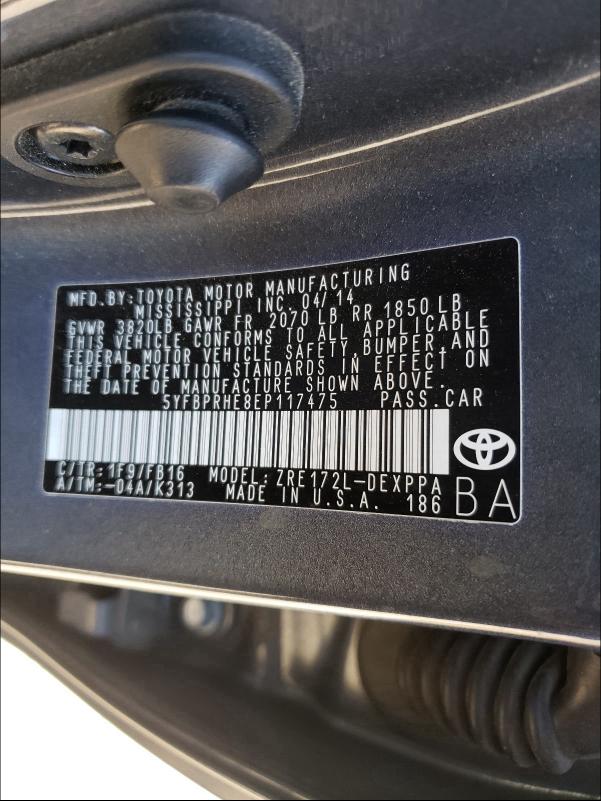 MFD. BY: TOYOTA MOTOR MANUFACTURING
MISSISSIPPI INC. 04/14
GVWR 3820LB GAWR FR 2070 LB RR 1850 LB
THIS VEHICLE CONFORMS TO ALL APPLICABLE
FEDERAL MOTOR VEHICLE SAFETY, BUMPER, AND
THEFT PREVENTION STANDARDS IN EFFECT ON
THE DATE OF MANUFACTURE SHOWN ABOVE.
5YFBPRHE8EP117475 PASS. CAR
C/TR: 1F9/FB16 MODEL: ZRE172L-DEXPPA
A/TM: -04A/K313 MADE IN U.S.A. 186
BA